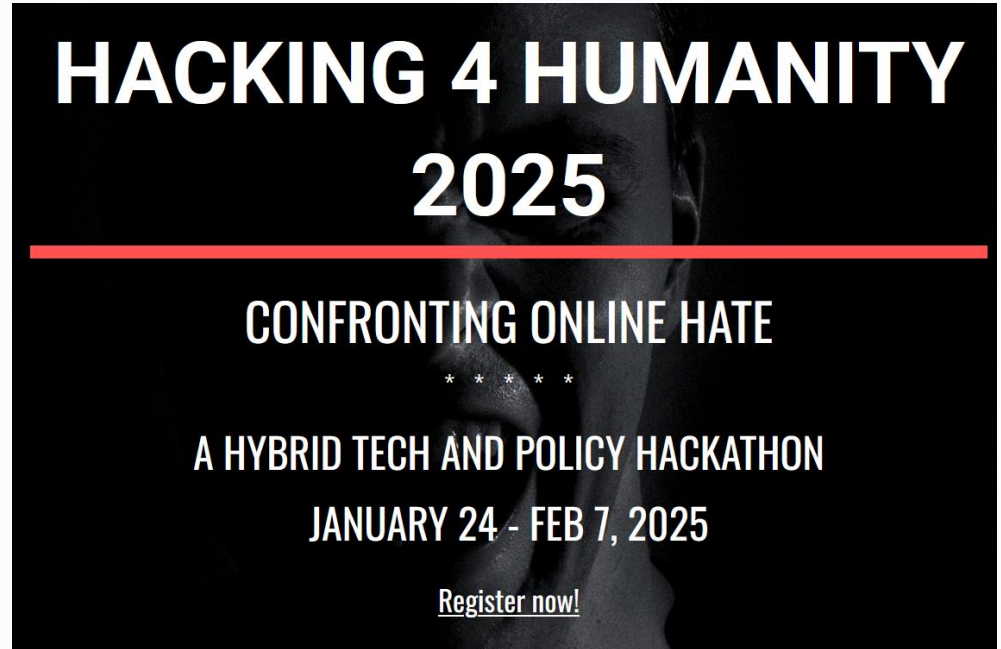 HACKING 4 HUMANITY
2025
CONFRONTING ONLINE HATE
* * * * *
A HYBRID TECH AND POLICY HACKATHON
JANUARY 24 - FEB 7, 2025
Register now!